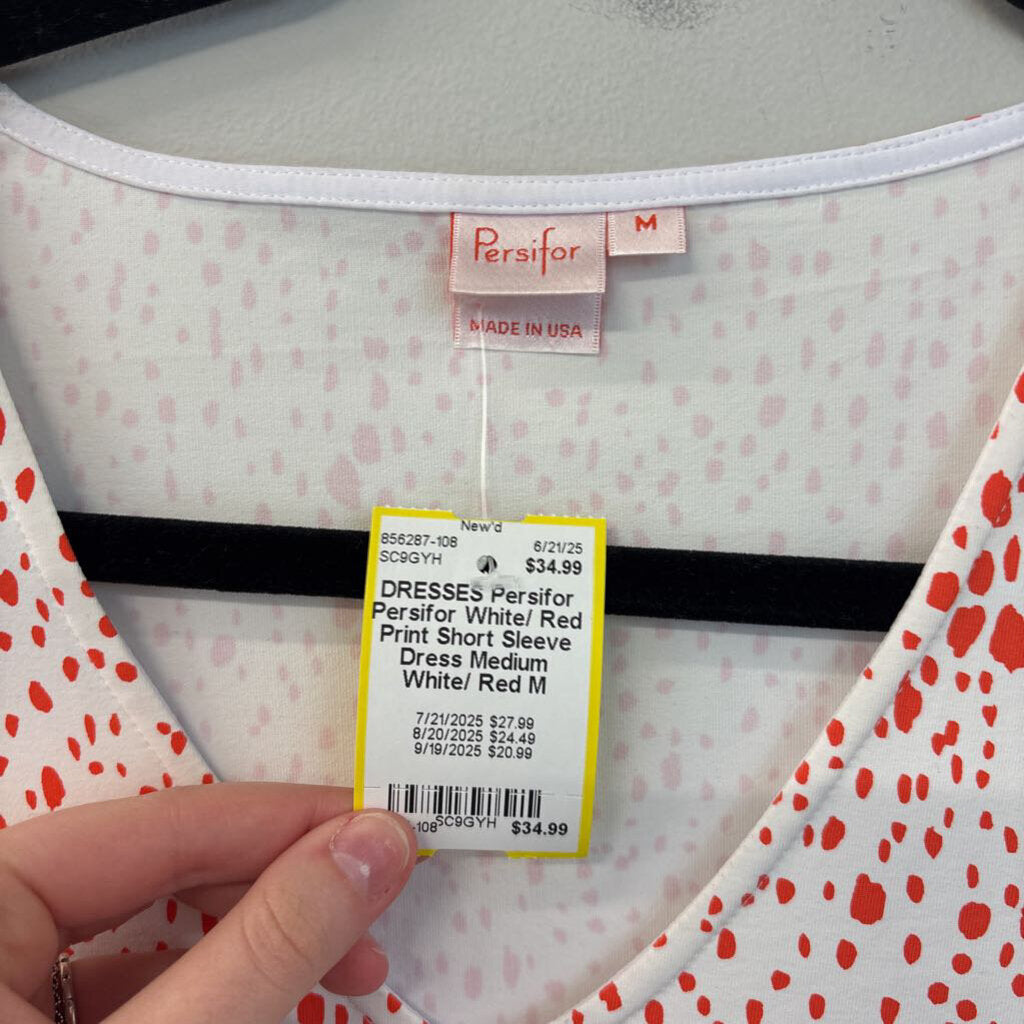 Persifor
M
MADE IN USA
New'd
856287-108
6/21/25
SC9GYH
$34.99
DRESSES Persifor
Persifor White/ Red
Print Short Sleeve
Dress Medium
White/ Red M
7/21/2025 $27.99
8/20/2025 $24.49
9/19/2025 $20.99
-108
SC9GYH
$34.99